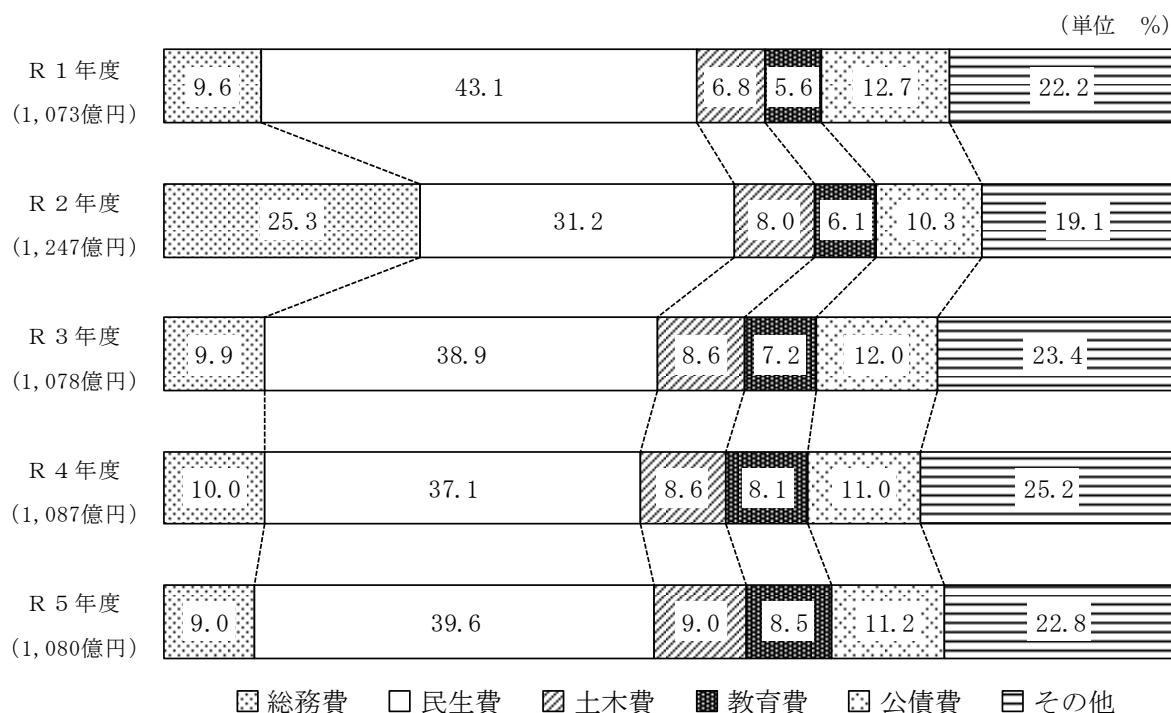 （単位　％）
Ｒ１年度
(1,073億円)
9.6 43.1 6.8 5.6 12.7 22.2
Ｒ２年度
(1,247億円)
25.3 31.2 8.0 6.1 10.3 19.1
Ｒ３年度
(1,078億円)
9.9 38.9 8.6 7.2 12.0 23.4
Ｒ４年度
(1,087億円)
10.0 37.1 8.6 8.1 11.0 25.2
Ｒ５年度
(1,080億円)
9.0 39.6 9.0 8.5 11.2 22.8
総務費 民生費 土木費 教育費 公債費 その他